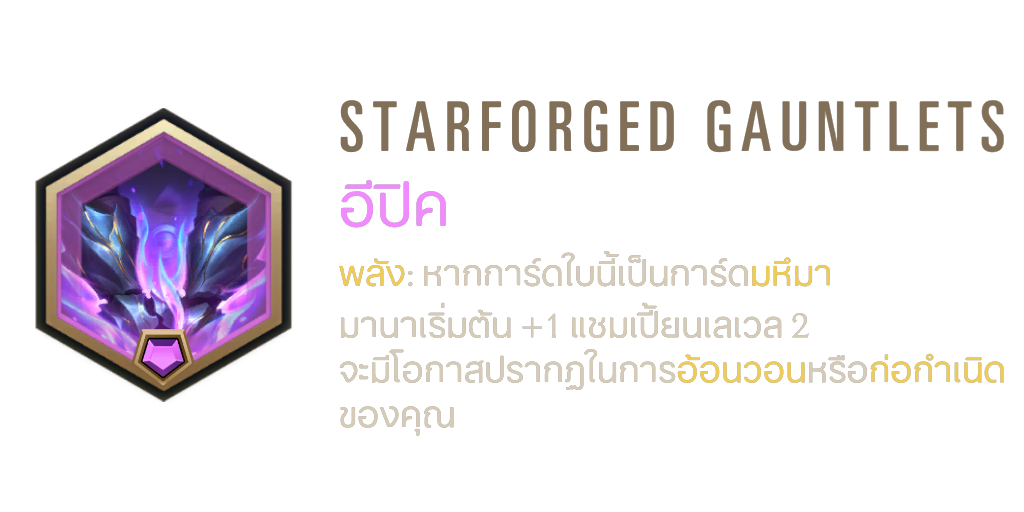 STARFORGED GAUNTLETS
อีปิค
พลัง: หากการ์ดใบนี้เป็นการ์ดมหึมา
มานาเริ่มต้น +1 แชมเปี้ยนเลเวล 2
จะมีโอกาสปรากฏในการอ้อนวอนหรือก่อกำเนิด
ของคุณ